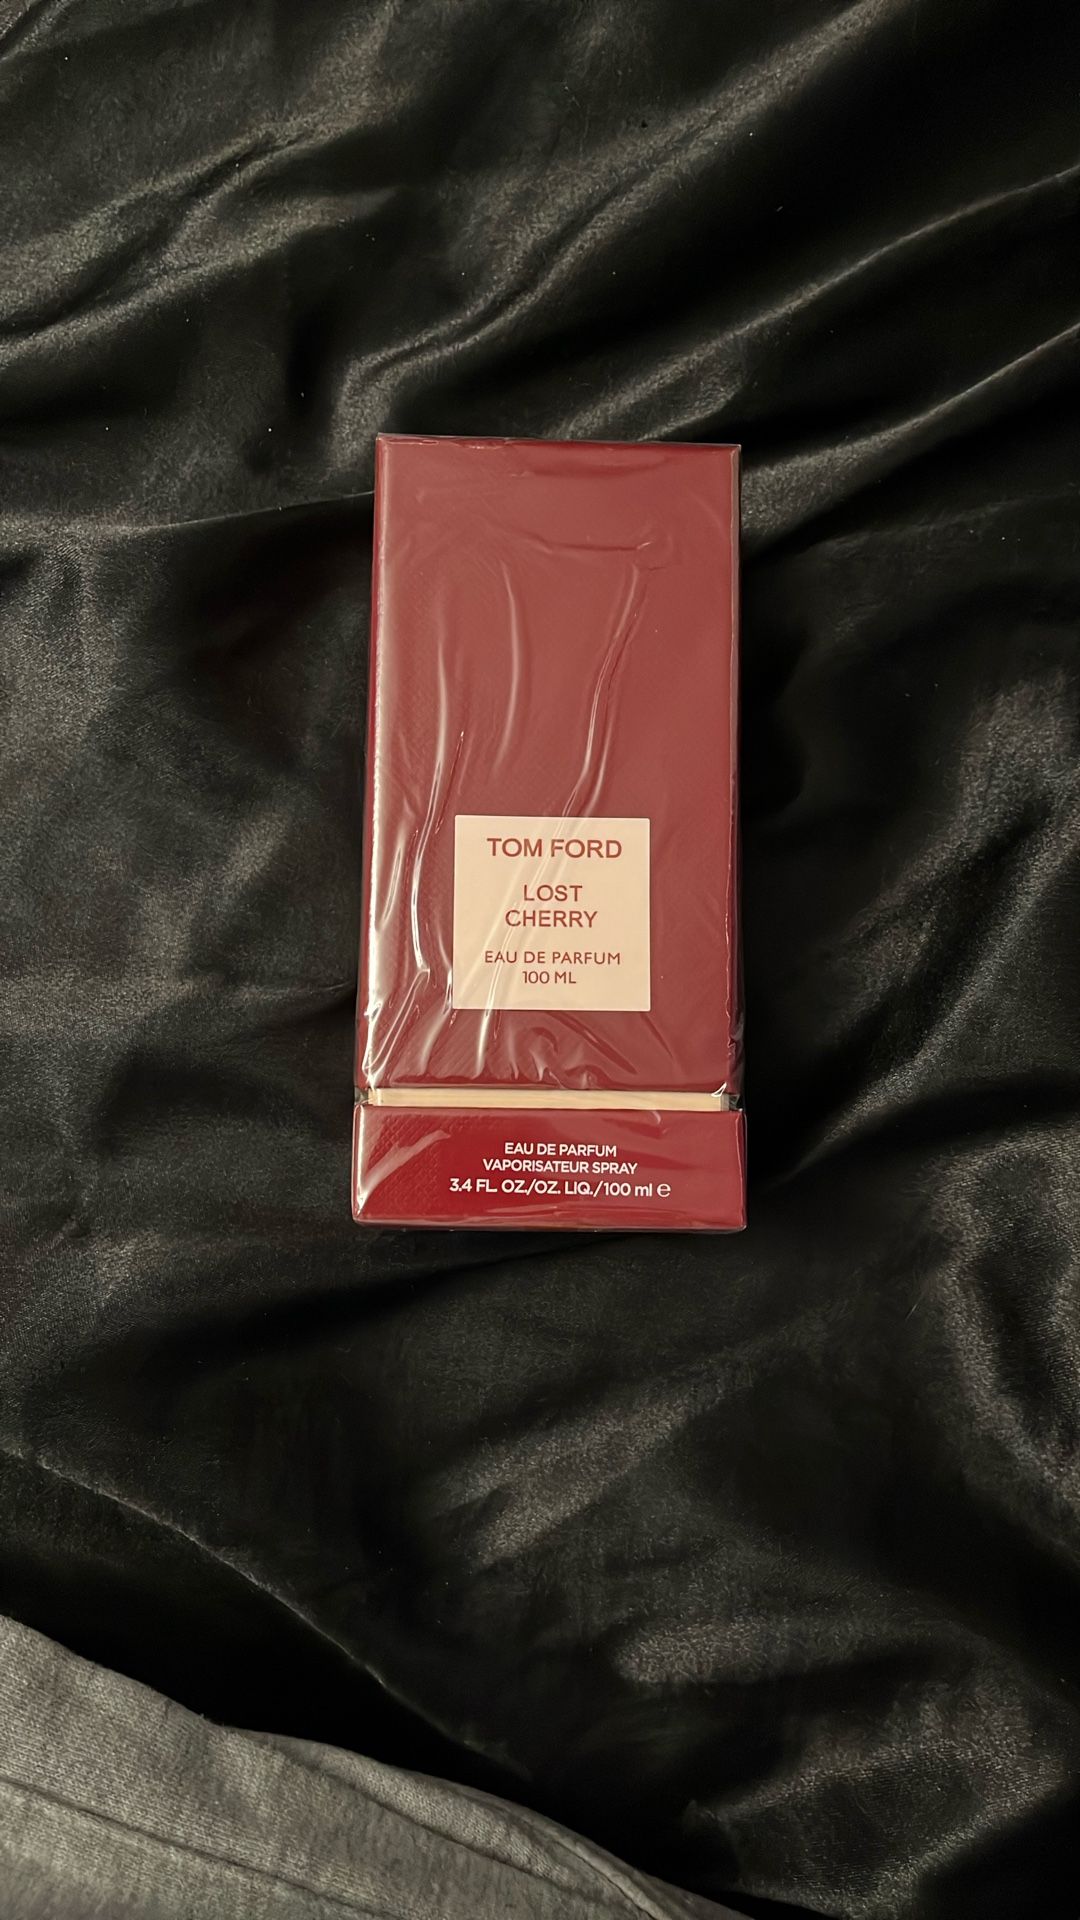 TOM FORD
LOST
CHERRY
EAU DE PARFUM
100 ML
EAU DE PARFUM
VAPORISATEUR SPRAY
3.4 FL. OZ./OZ. LIQ./100 ml ℮